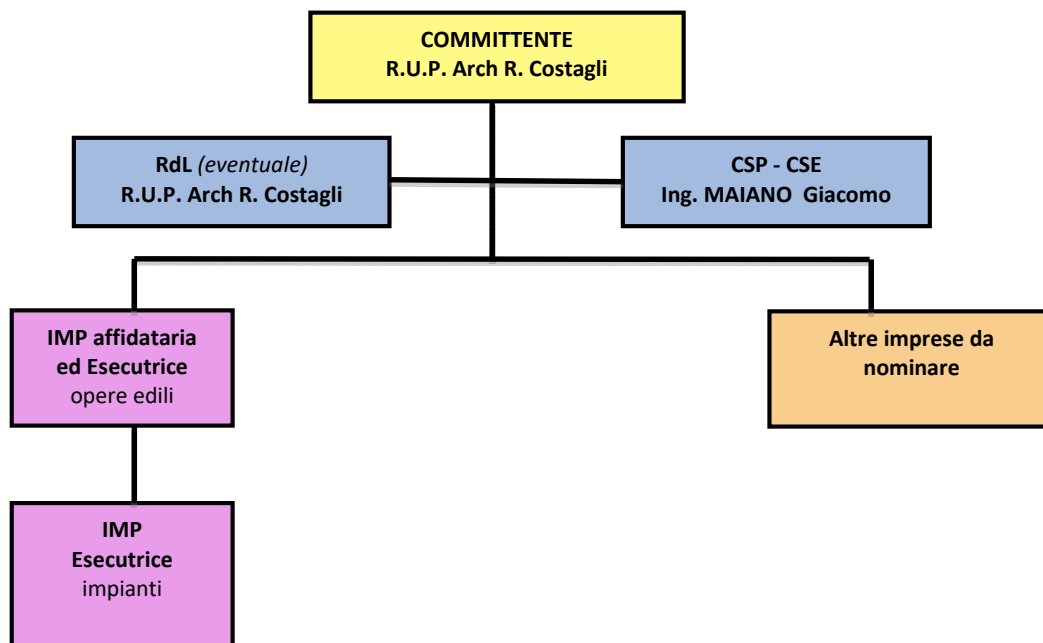 COMMITTENTE
R.U.P. Arch R. Costagli
RdL (eventuale)
R.U.P. Arch R. Costagli
CSP - CSE
Ing. MAIANO Giacomo
IMP affidataria
ed Esecutrice
opere edili
Altre imprese da
nominare
IMP
Esecutrice
impianti